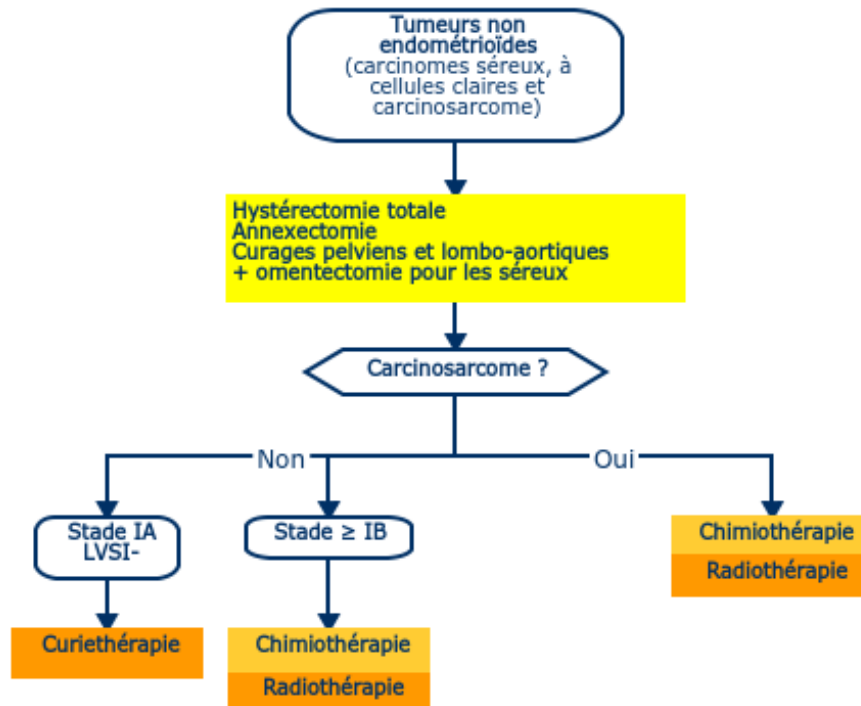 Tumeurs non
endométrioïdes
(carcinomes séreux, à
cellules claires et
carcinosarcome)
Hystérectomie totale
Annexectomie
Curages pelviens et lombo-aortiques
+ omentectomie pour les séreux
Carcinosarcome ?
Non
Oui
Stade IA
LVSI-
Stade ≥ IB
Chimiothérapie
Radiothérapie
Curiethérapie
Chimiothérapie
Radiothérapie